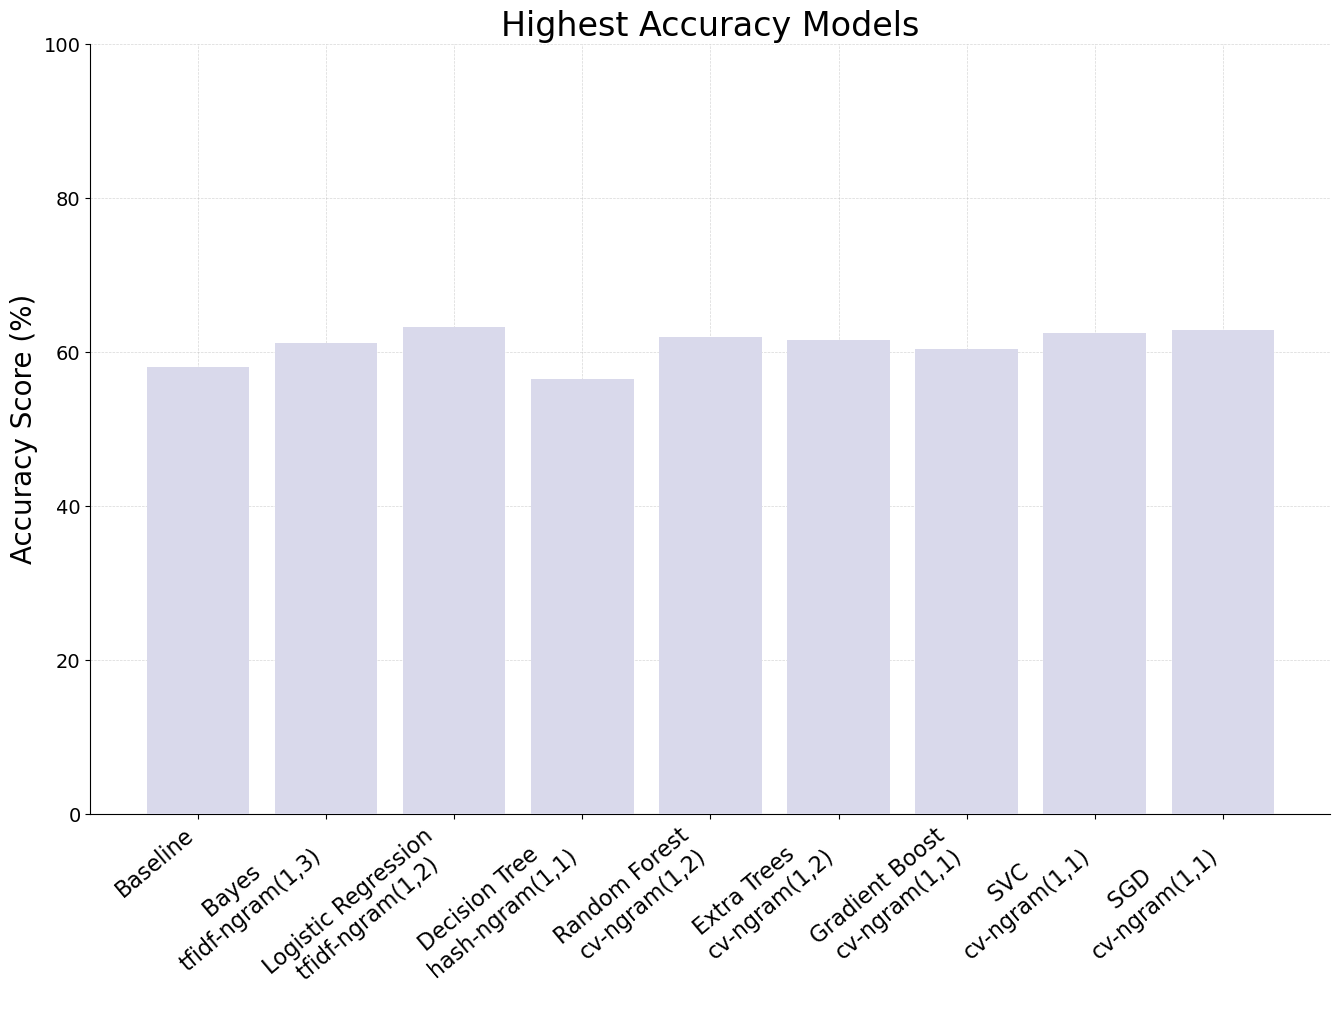 Highest Accuracy Models
Accuracy Score (%)
100
80
60
40
20
0
Baseline
Bayes
tfidf-ngram(1,3)
Logistic Regression
tfidf-ngram(1,2)
Decision Tree
hash-ngram(1,1)
Random Forest
cv-ngram(1,2)
Extra Trees
cv-ngram(1,2)
Gradient Boost
cv-ngram(1,1)
SVC
cv-ngram(1,1)
SGD
cv-ngram(1,1)